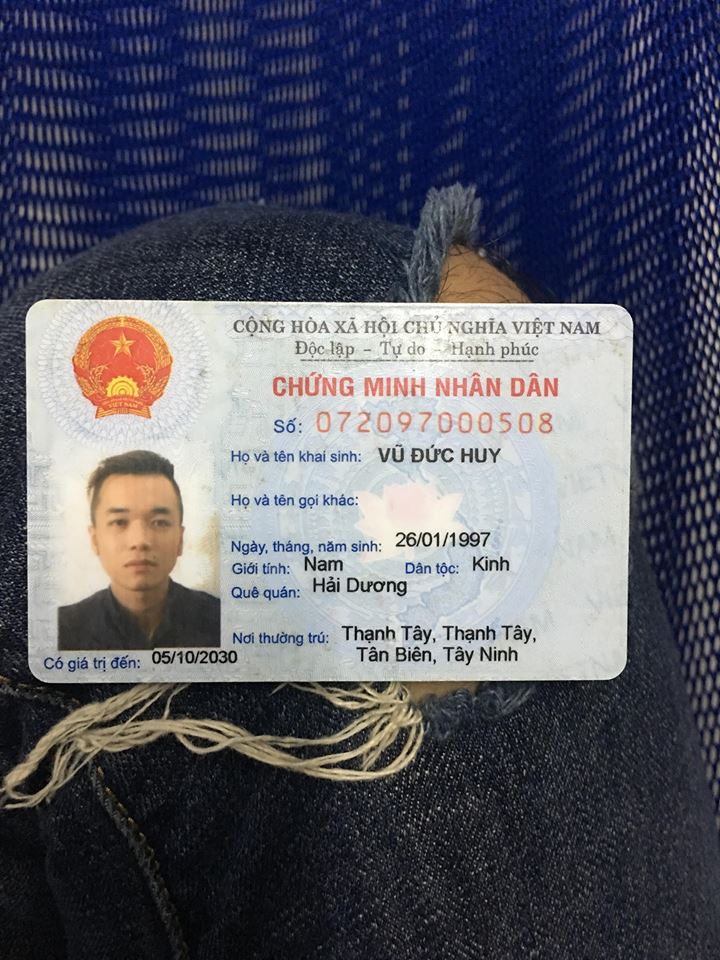 CỘNG HÒA XÃ HỘI CHỦ NGHĨA VIỆT NAM
Độc lập - Tự do - Hạnh phúc
CHỨNG MINH NHÂN DÂN
Số: 072097000508
Họ và tên khai sinh: VŨ ĐỨC HUY
Họ và tên gọi khác:
Ngày, tháng, năm sinh: 26/01/1997
Giới tính: Nam Dân tộc: Kinh
Quê quán: Hải Dương
Nơi thường trú: Thạnh Tây, Thạnh Tây,
Tân Biên, Tây Ninh
Có giá trị đến: 05/10/2030
VIỆT NAM